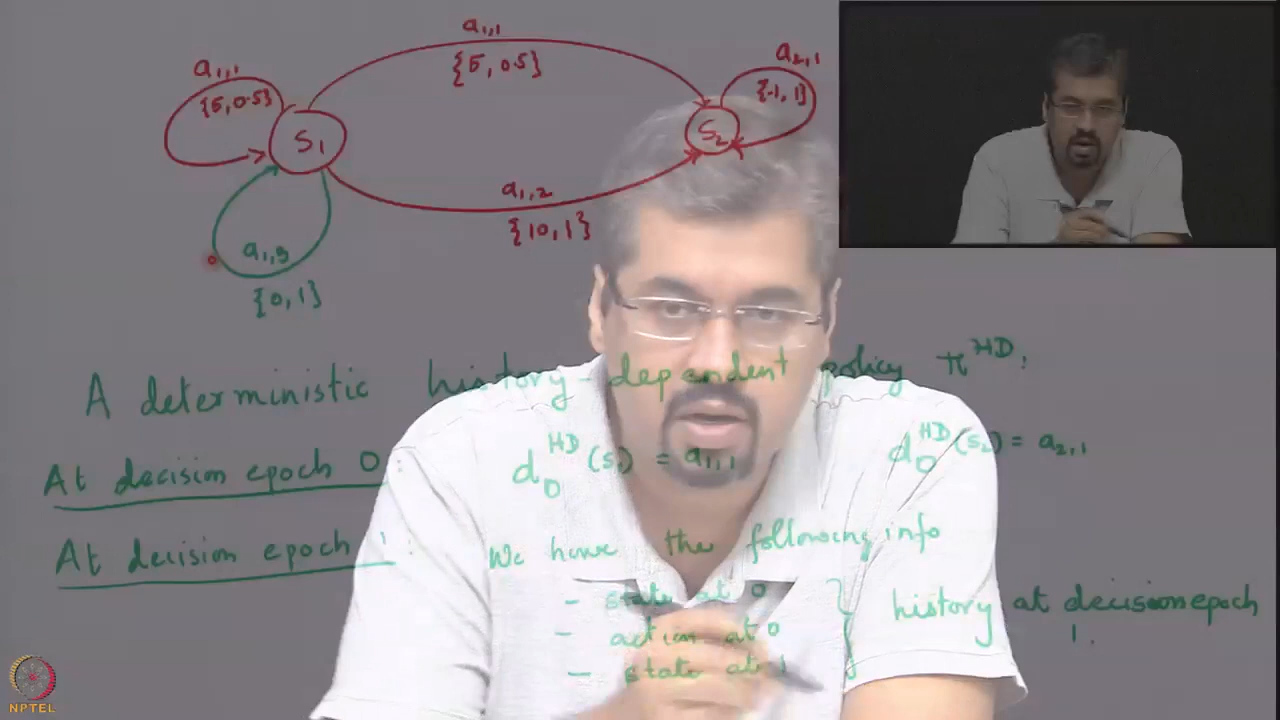 a1,1
{5, 0.5}
a1,1
{5, 0.5}
a2,1
{-1, 1}
S1
S2
a1,2
{10, 1}
a1,3
{0, 1}
A deterministic history-dependent policy π^HD:
At decision epoch 0: d_0^HD(s1) = a1,1 d_0^HD(s2) = a2,1
At decision epoch 1: We have the following info
- state at 0
- action at 0
- state at 1
history at decision epoch
1.
NPTEL